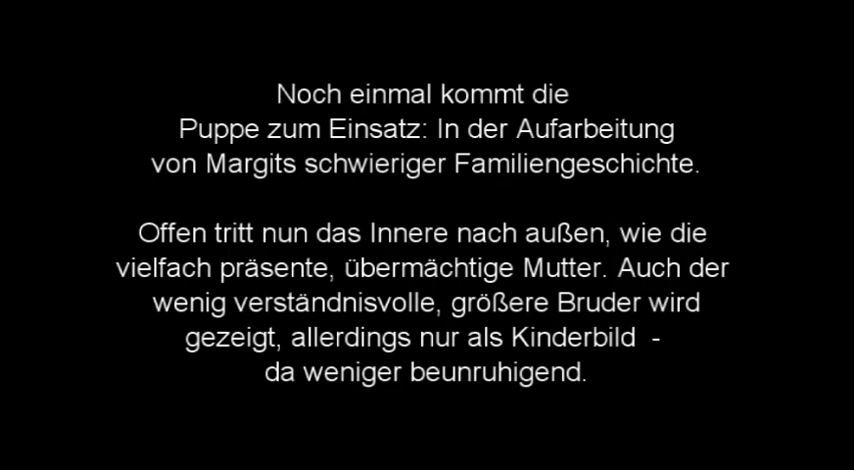 Noch einmal kommt die
Puppe zum Einsatz: In der Aufarbeitung
von Margits schwieriger Familiengeschichte.
Offen tritt nun das Innere nach außen, wie die
vielfach präsente, übermächtige Mutter. Auch der
wenig verständnisvolle, größere Bruder wird
gezeigt, allerdings nur als Kinderbild -
da weniger beunruhigend.